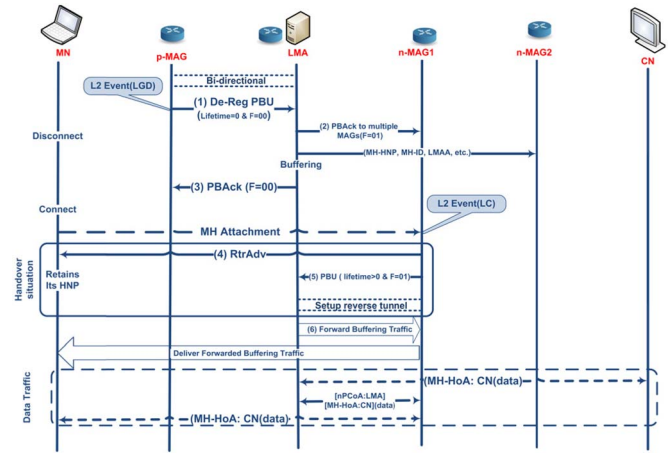 MN
p-MAG
LMA
n-MAG1
n-MAG2
CN
Bi-directional
L2 Event(LGD)
(1) De-Reg PBU
(Lifetime=0 & F=00)
(2) PBAck to multiple
MAGs(F=01)
Disconnect
(MH-HNP, MH-ID, LMAA, etc.)
Buffering
(3) PBAck (F=00)
Connect
L2 Event(LC)
MH Attachment
(4) RtrAdv
Handover
situation
Retains
Its HNP
(5) PBU ( lifetime>0 & F=01)
Setup reverse tunnel
(6) Forward Buffering Traffic
Deliver Forwarded Buffering Traffic
Data Traffic
(MH-HoA: CN(data)
[nPCoA:LMA]
[MH-HoA:CN](data)
(MH-HoA: CN(data)